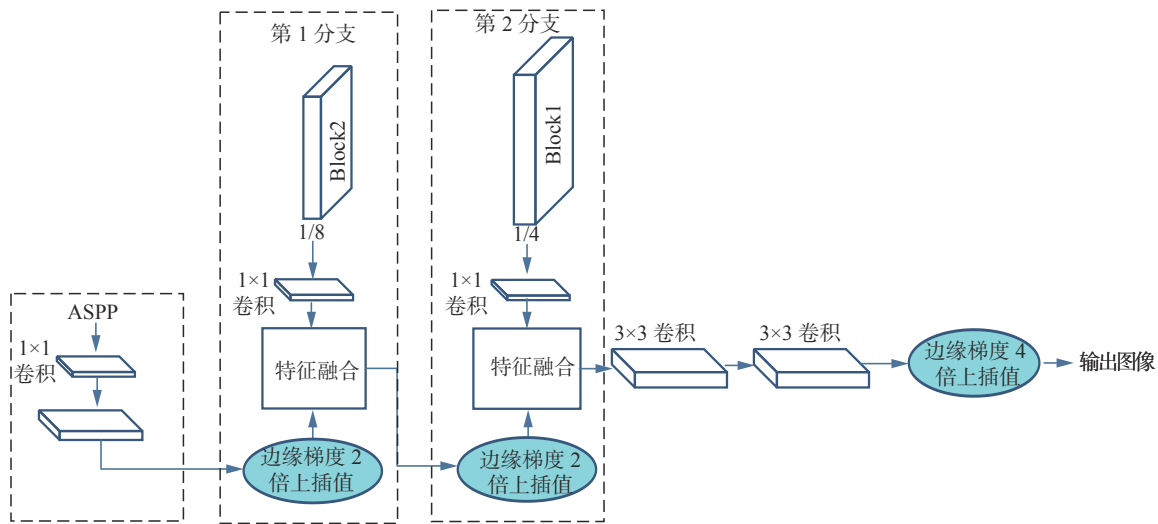 第 1 分支
Block2
1/8
1×1
卷积
特征融合
边缘梯度 2
倍上插值
第 2 分支
Block1
1/4
1×1
卷积
特征融合
边缘梯度 2
倍上插值
ASPP
1×1
卷积
3×3 卷积
3×3 卷积
边缘梯度 4
倍上插值
输出图像